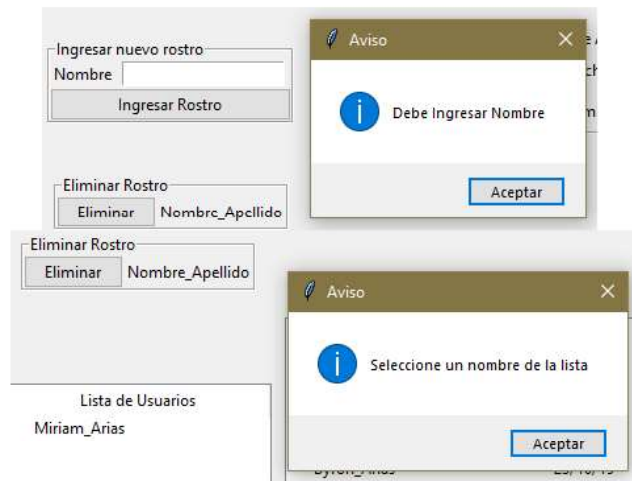 Ingresar nuevo rostro
Nombre
Ingresar Rostro
Aviso
Debe Ingresar Nombre
Aceptar
Eliminar Rostro
Eliminar Nombre_Apellido
Eliminar Rostro
Eliminar Nombre_Apellido
Aviso
Seleccione un nombre de la lista
Aceptar
Lista de Usuarios
Miriam_Arias